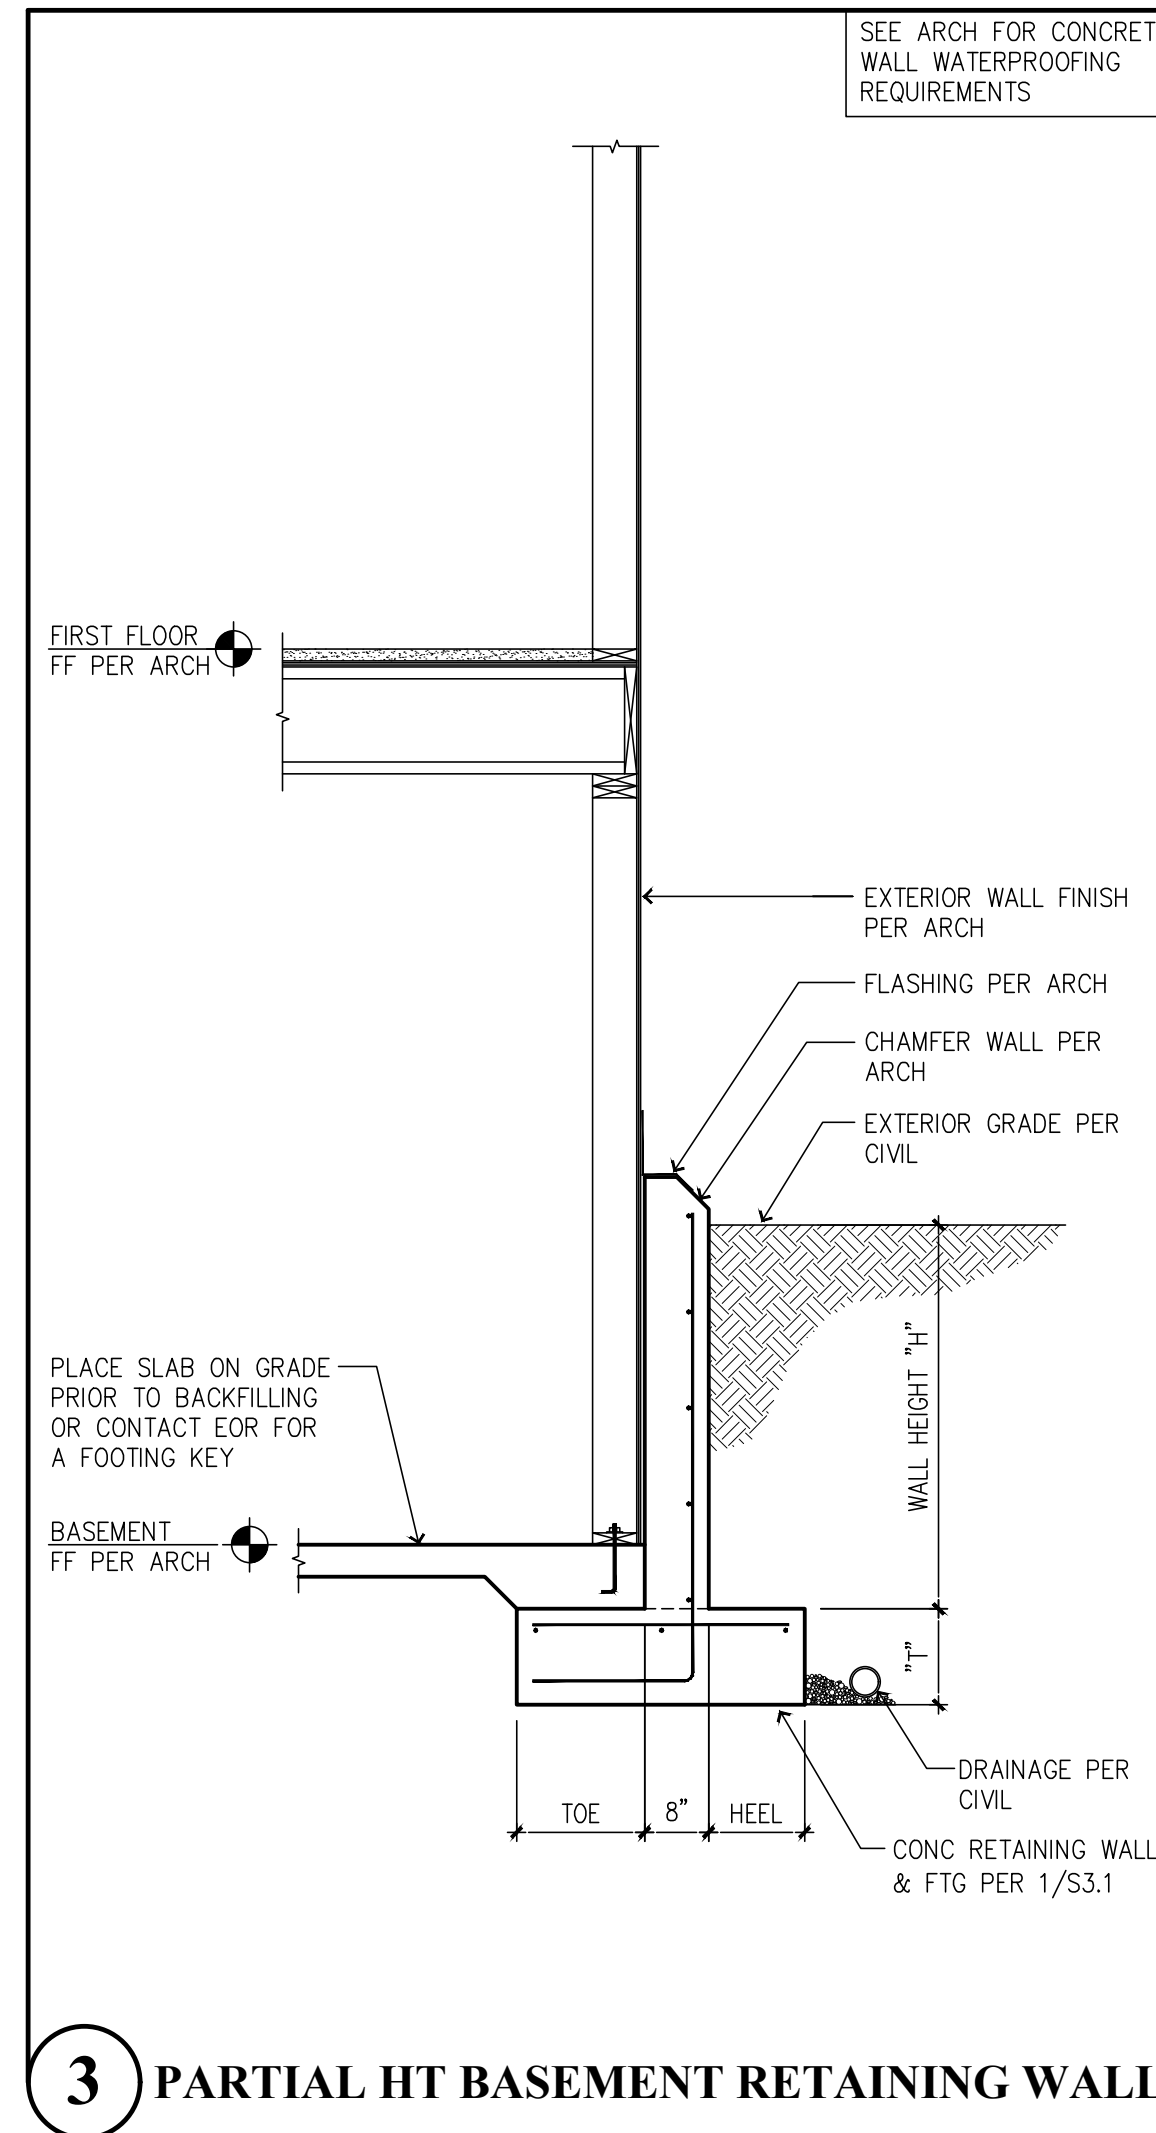 SEE ARCH FOR CONCRET
WALL WATERPROOFING
REQUIREMENTS
FIRST FLOOR
FF PER ARCH
EXTERIOR WALL FINISH
PER ARCH
FLASHING PER ARCH
CHAMFER WALL PER
ARCH
EXTERIOR GRADE PER
CIVIL
WALL HEIGHT "H"
PLACE SLAB ON GRADE
PRIOR TO BACKFILLING
OR CONTACT EOR FOR
A FOOTING KEY
BASEMENT
FF PER ARCH
"T"
DRAINAGE PER
CIVIL
TOE 8" HEEL
CONC RETAINING WALL
& FTG PER 1/S3.1
3 PARTIAL HT BASEMENT RETAINING WALL